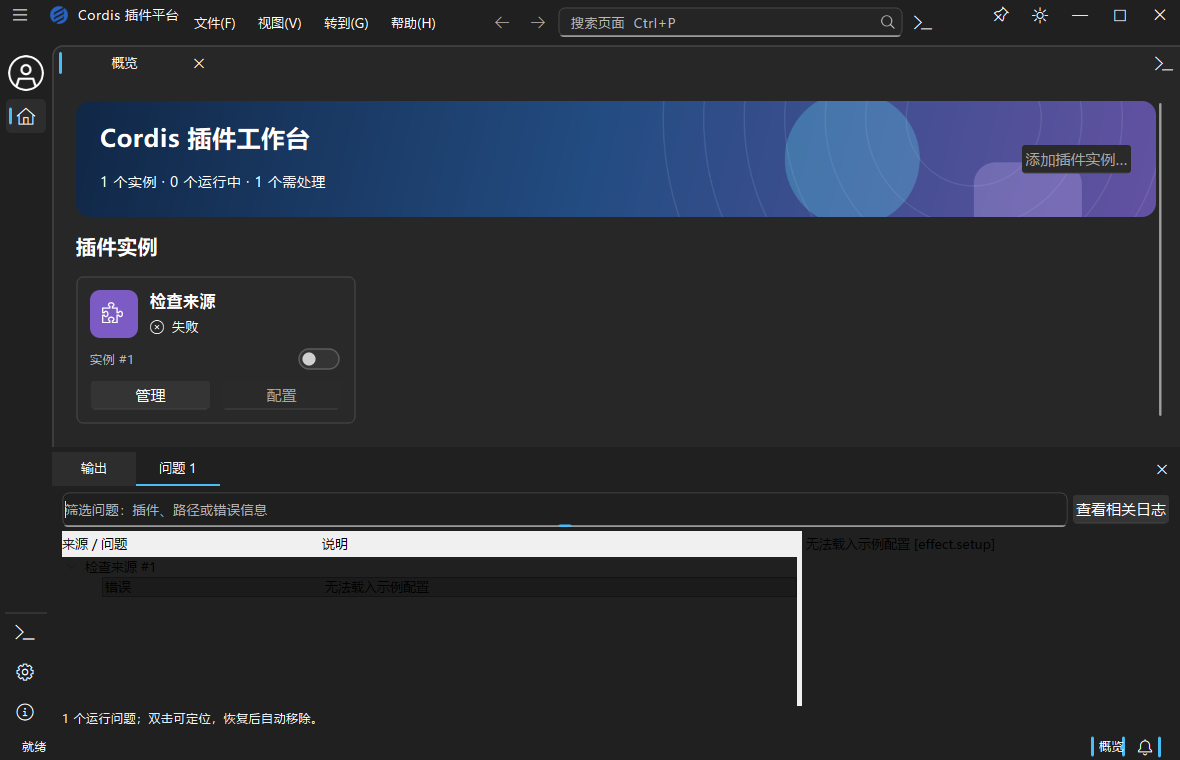 Cordis 插件平台 文件(F) 视图(V) 转到(G) 帮助(H) 搜索页面 Ctrl+P
概览
Cordis 插件工作台
添加插件实例...
1 个实例 · 0 个运行中 · 1 个需处理
插件实例
检查来源
失败
实例 #1
管理 配置
输出 问题 1
筛选问题：插件、路径或错误信息 查看相关日志
来源 / 问题 说明 无法载入示例配置 [effect.setup]
检查来源 #1
错误 无法载入示例配置
1 个运行问题；双击可定位，恢复后自动移除。
就绪 概览